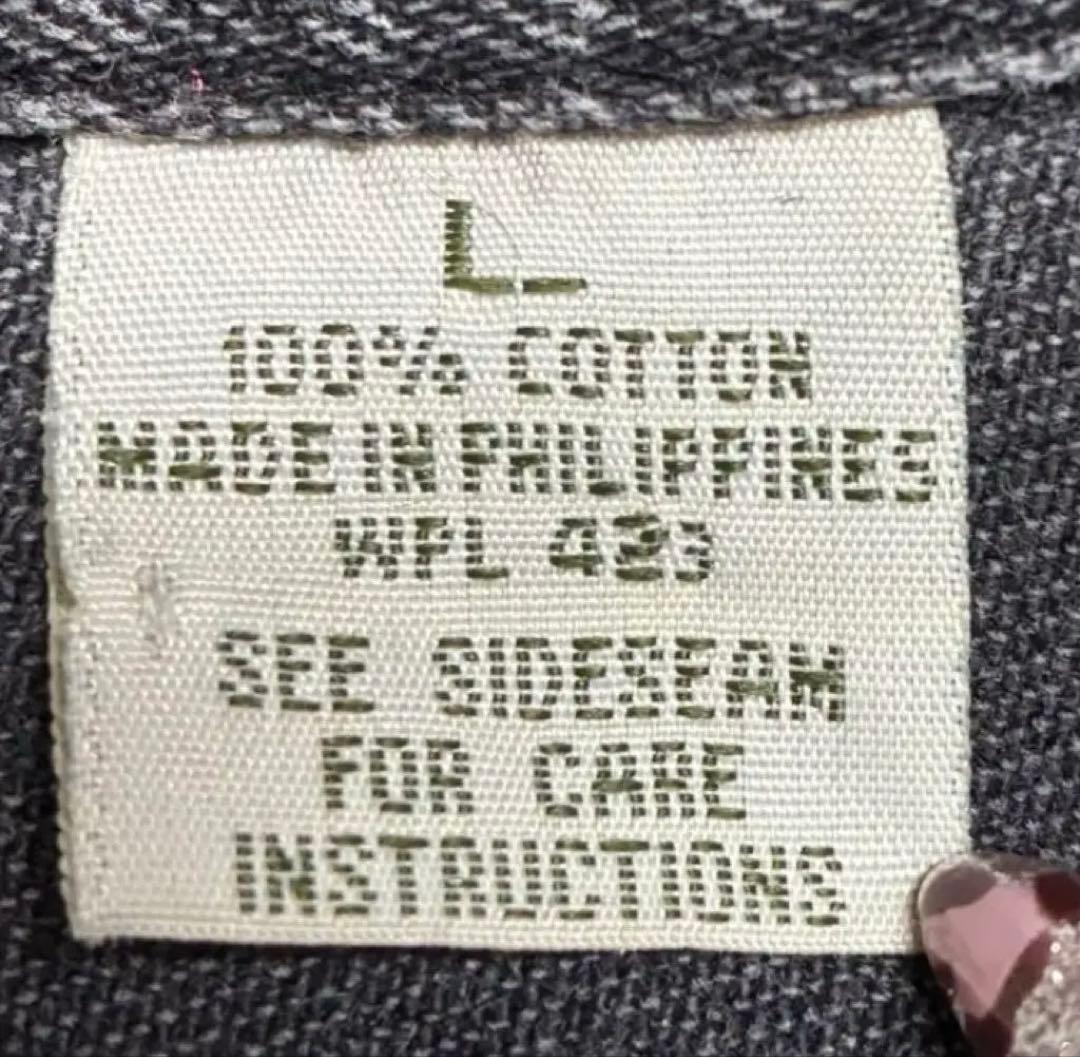 L
100% COTTON
MADE IN PHILIPPINES
WPL 423
SEE SIDESEAM
FOR CARE
INSTRUCTIONS